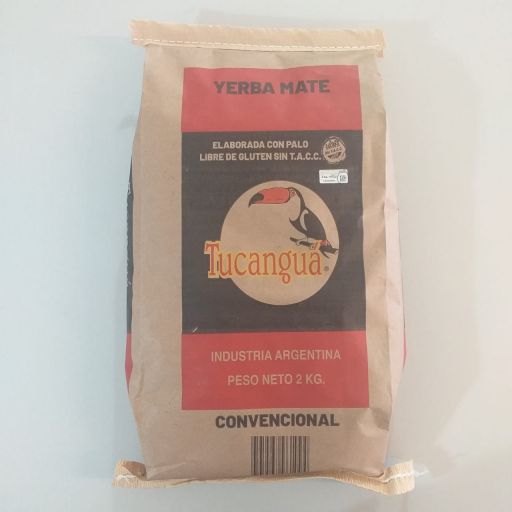 YERBA MATE
ELABORADA CON PALO
LIBRE DE GLUTEN SIN T.A.C.C.
Tucanguá
INDUSTRIA ARGENTINA
PESO NETO 2 KG.
CONVENCIONAL